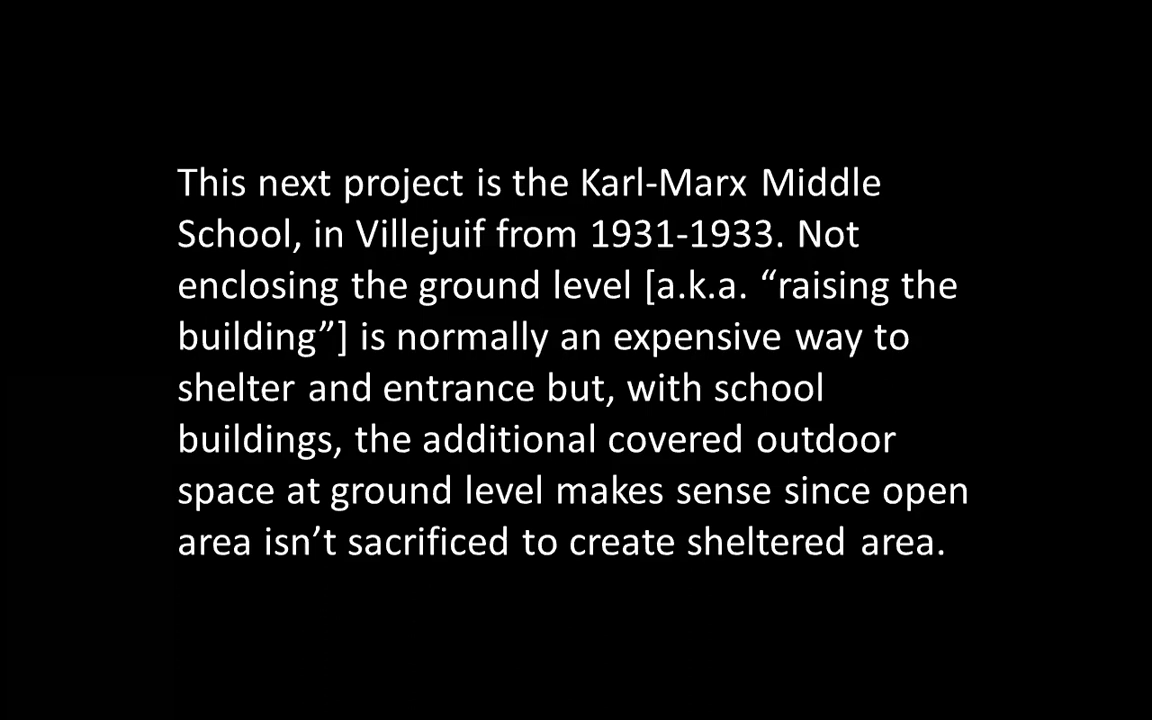 This next project is the Karl-Marx Middle
School, in Villejuif from 1931-1933. Not
enclosing the ground level [a.k.a. “raising the
building”] is normally an expensive way to
shelter and entrance but, with school
buildings, the additional covered outdoor
space at ground level makes sense since open
area isn’t sacrificed to create sheltered area.